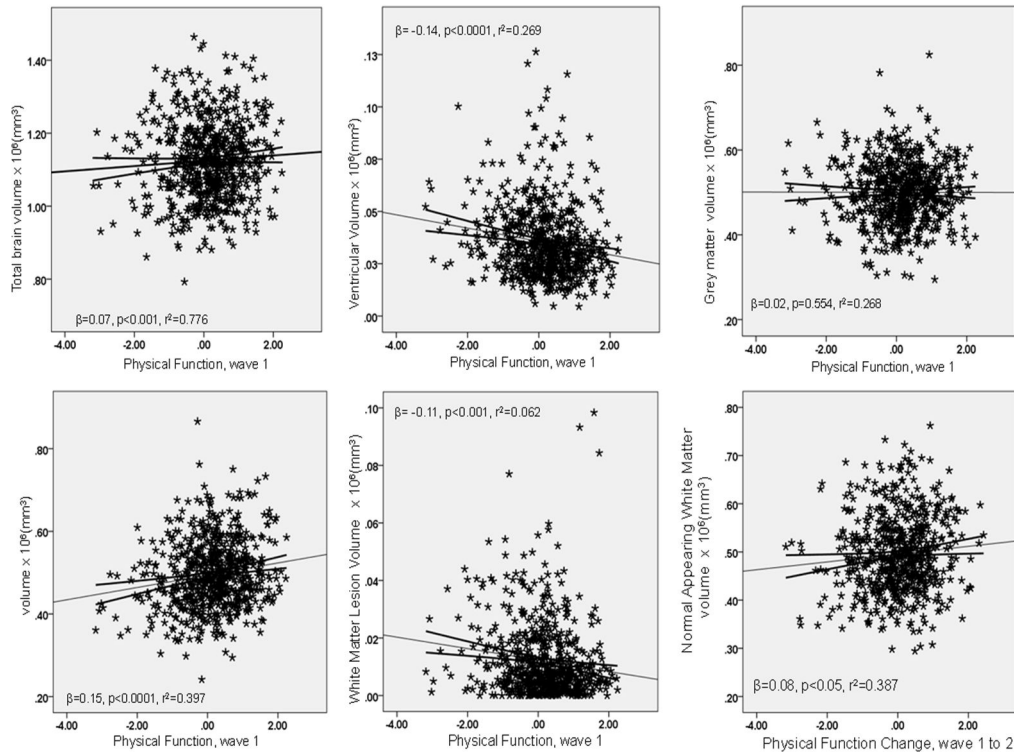 β= -0.14, p<0.0001, r²=0.269
1.40
1.20
1.00
.80
Total brain volume × 10⁶(mm³)
β=0.07, p<0.001, r²=0.776
-4.00 -2.00 .00 2.00
Physical Function, wave 1
.13
.10
.08
.05
.03
.00
Ventricular Volume × 10⁶(mm³)
-4.00 -2.00 .00 2.00
Physical Function, wave 1
.80
.60
.40
.20
Grey matter volume × 10⁶(mm³)
β=0.02, p=0.554, r²=0.268
-4.00 -2.00 .00 2.00
Physical Function, wave 1
.80
.60
.40
.20
volume × 10⁶(mm³)
β=0.15, p<0.0001, r²=0.397
-4.00 -2.00 .00 2.00
Physical Function, wave 1
β= -0.11, p<0.001, r²=0.062
.10
.08
.06
.04
.02
.00
White Matter Lesion Volume × 10⁶(mm³)
-4.00 -2.00 .00 2.00
Physical Function, wave 1
.80
.70
.60
.50
.40
.30
.20
Normal Appearing White Matter
volume × 10⁶(mm³)
β=0.08, p<0.05, r²=0.387
-4.00 -2.00 .00 2.00
Physical Function Change, wave 1 to 2